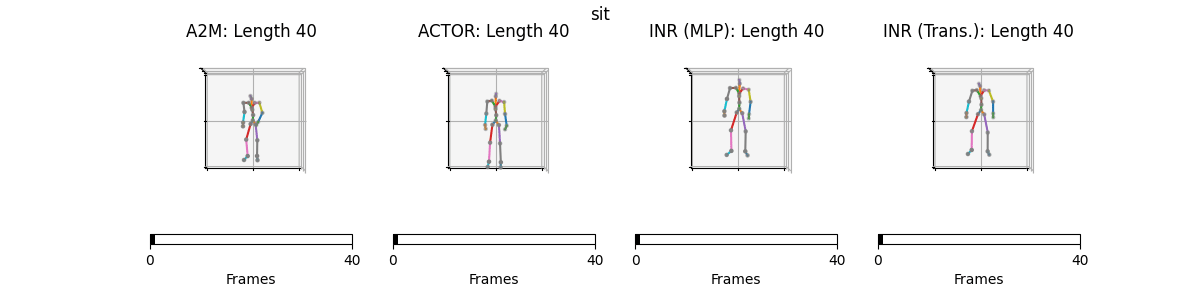 sit
A2M: Length 40
ACTOR: Length 40
INR (MLP): Length 40
INR (Trans.): Length 40
0 40
0 40
0 40
0 40
Frames
Frames
Frames
Frames